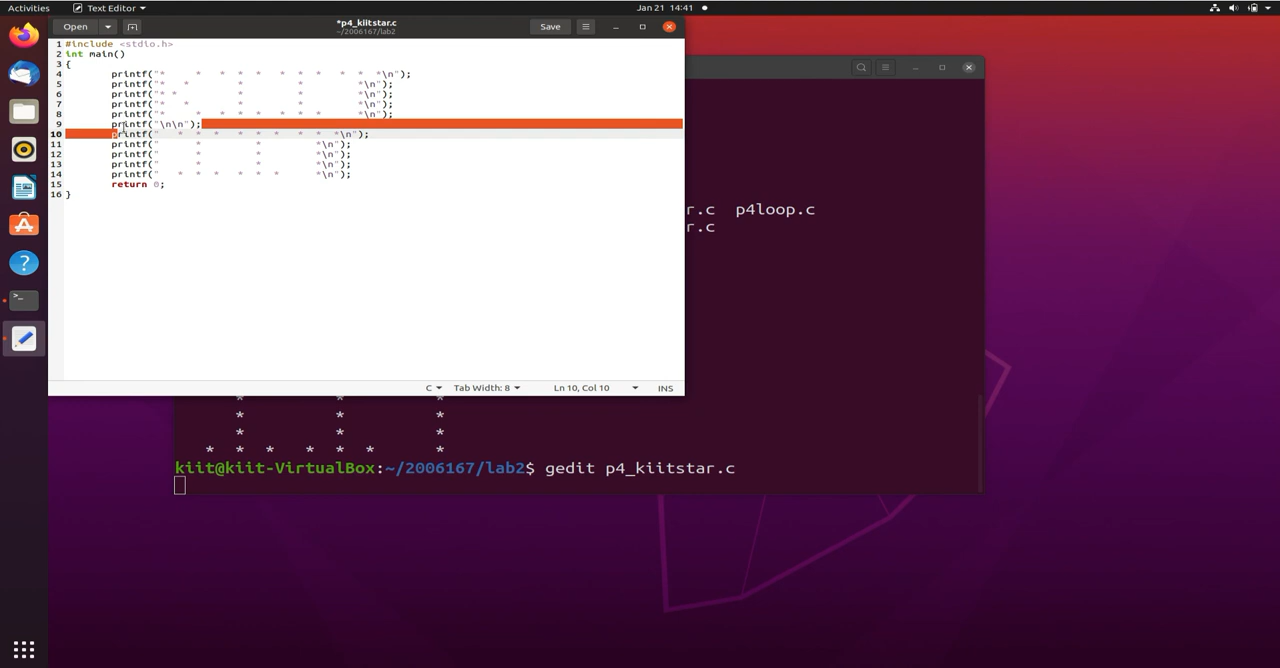 Activities Text Editor Jan 21 14:41
Open *p4_kiitstar.c Save
~/2006167/lab2
1 #include <stdio.h>
2 int main()
3 {
4 printf("* * * * * * * * * * *\n");
5 printf("* * * * *\n");
6 printf("* * * * *\n");
7 printf("* * * * *\n");
8 printf("* * * * * * * * *\n");
9 printf("\n\n");
10 printf(" * * * * * * * * *\n");
11 printf(" * * *\n");
12 printf(" * * *\n");
13 printf(" * * *\n");
14 printf(" * * * * * * *\n");
15 return 0;
16 }
r.c p4loop.c
r.c
C Tab Width: 8 Ln 10, Col 10 INS
* * *
* * *
* * *
* * * * * * *
kiit@kiit-VirtualBox:~/2006167/lab2$ gedit p4_kiitstar.c